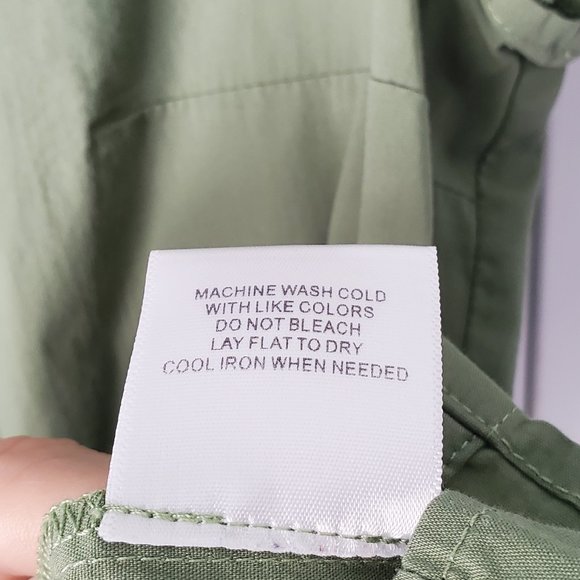 MACHINE WASH COLD
WITH LIKE COLORS
DO NOT BLEACH
LAY FLAT TO DRY
COOL IRON WHEN NEEDED